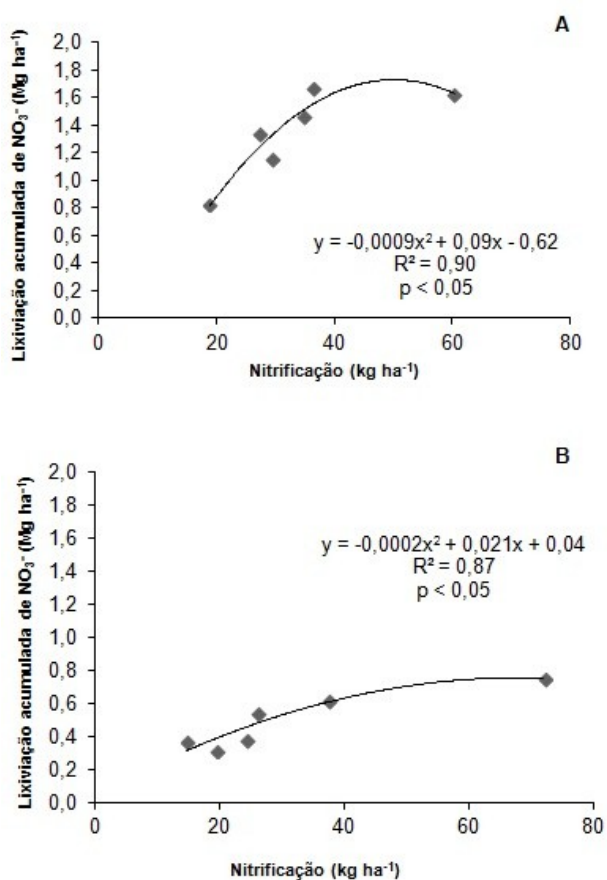 A
Lixiviação acumulada de NO₃⁻ (Mg ha⁻¹)
2,0
1,8
1,6
1,4
1,2
1,0
0,8
0,6
0,4
0,2
0,0
y = -0,0009x² + 0,09x - 0,62
R² = 0,90
p < 0,05
0 20 40 60 80
Nitrificação (kg ha⁻¹)
B
Lixiviação acumulada de NO₃⁻ (Mg ha⁻¹)
2,0
1,8
1,6
1,4
1,2
1,0
0,8
0,6
0,4
0,2
0,0
y = -0,0002x² + 0,021x + 0,04
R² = 0,87
p < 0,05
0 20 40 60 80
Nitrificação (kg ha⁻¹)